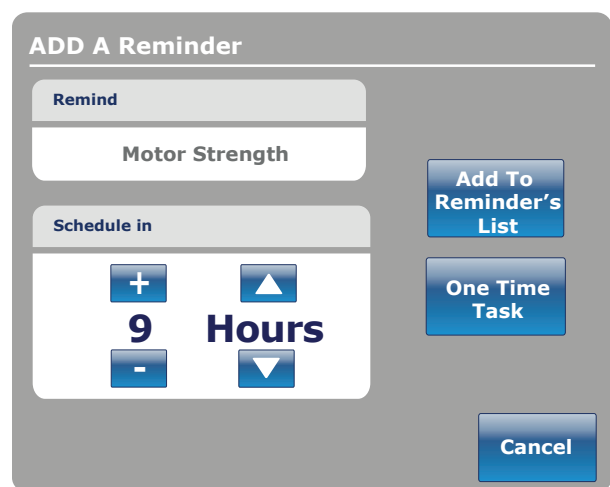 ADD A Reminder
Remind
Motor Strength
Add To
Reminder's
List
Schedule in
+
9 Hours
-
One Time
Task
Cancel